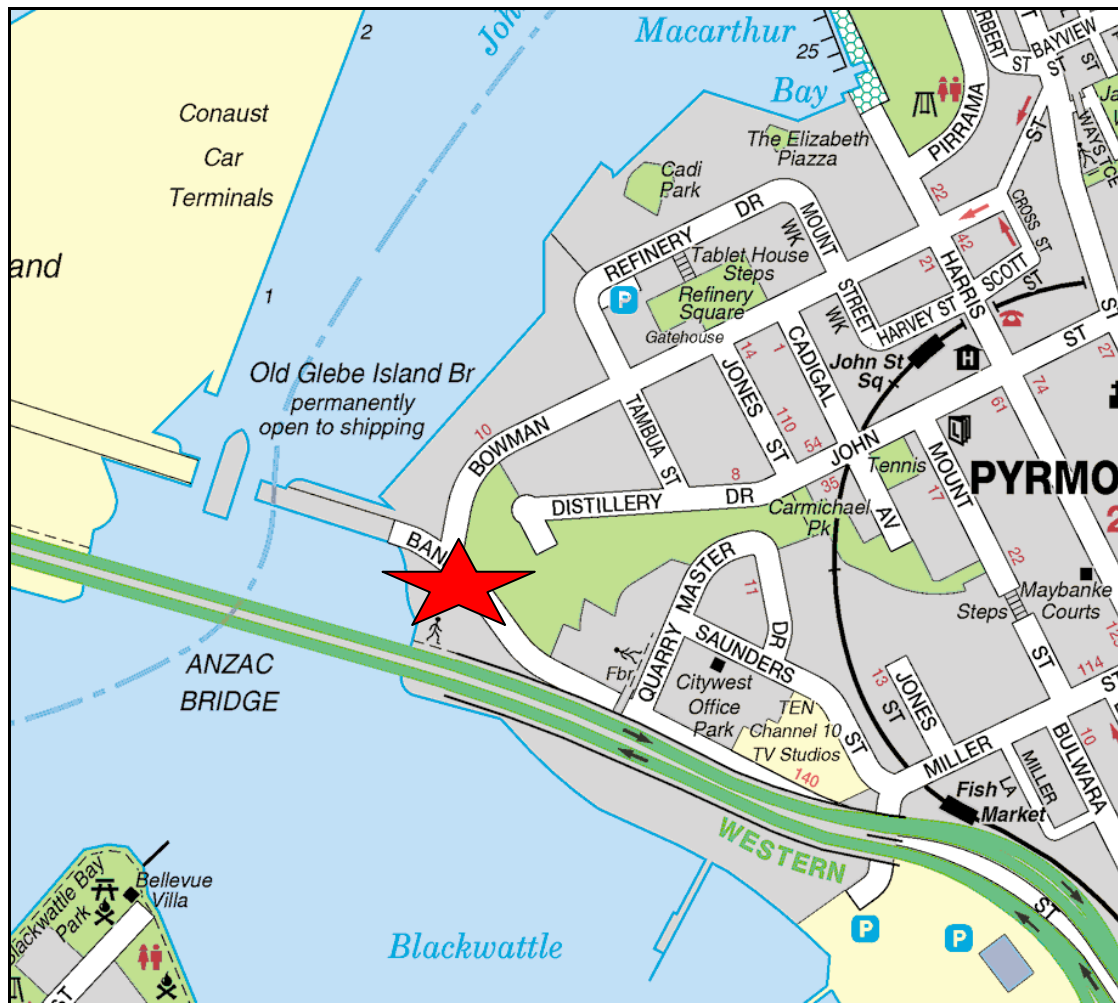 2
Joh
Macarthur
Bay
25
HERBERT
ST
BAYVIEW
ST
ST
Conaust
Car
Terminals
The Elizabeth
Piazza
PIRRAMA
WAYS TCE
Cadi
Park
22
CROSS ST
and
REFINERY DR
MOUNT
WK
42
1
Tablet House
Steps
21
HARRIS
SCOTT
ST
P
Refinery
Square
STREET
HARVEY ST
Gatehouse
WK
CADIGAL
14
1
ST
Old Glebe Island Br
permanently
open to shipping
John St
Sq
H
27
JONES
ST
TAMBUA ST
110
74
61
10
BOWMAN
54
JOHN
L
8
Tennis
MOUNT
PYRMO
2
DISTILLERY DR
35
17
Carmichael
Pk
AV
BAN
MASTER
22
11
Maybanke
Courts
Steps
QUARRY
DR
SAUNDERS
ST
ANZAC
BRIDGE
Fbr
Citywest
Office
Park
13
JONES
ST
114
TEN
Channel 10
TV Studios
ST
MILLER
10
BULWARA
140
MILLER
LA
Fish
Market
WESTERN
ST
Blackwattle Bay
Park
Bellevue
Villa
P
P
Blackwattle
ST